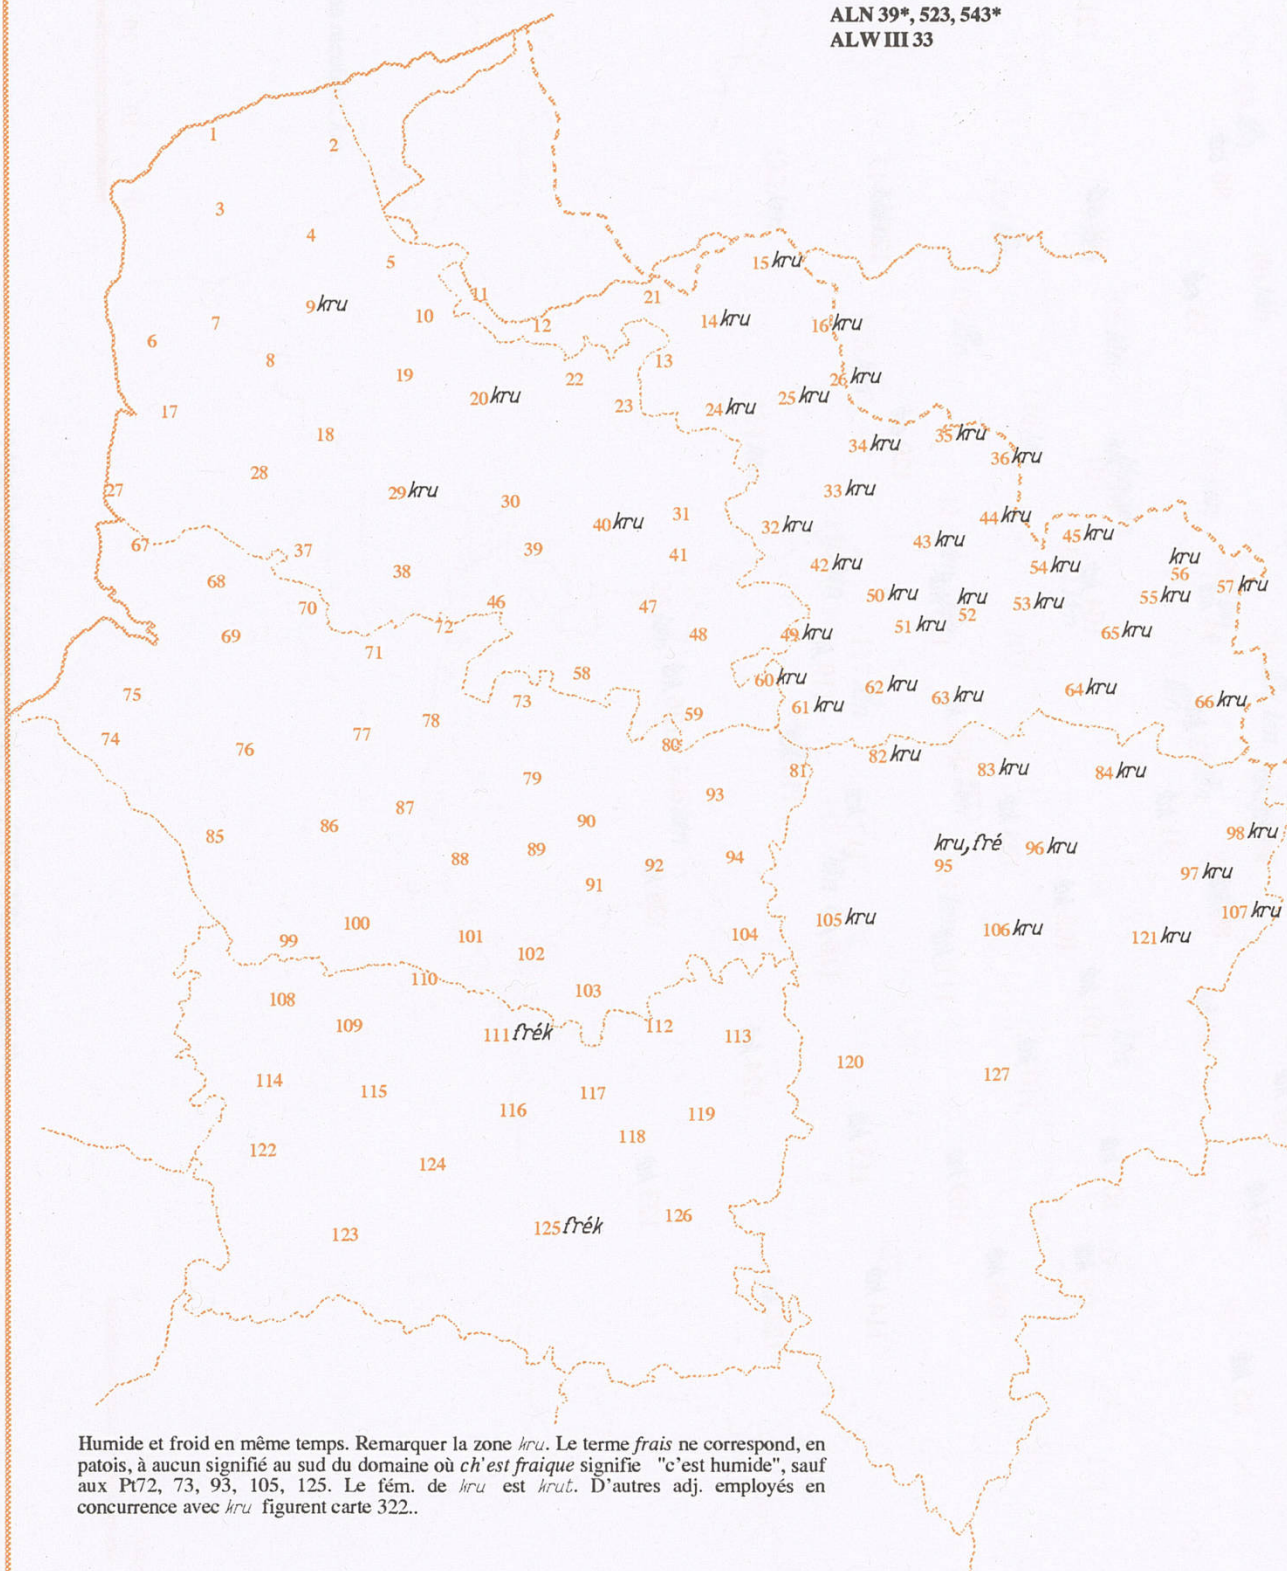 ALN 39*, 523, 543*
ALW III 33
1
2
3
4
5
15 kru
11
21
9 kru
10
12
14 kru
16 kru
7
6
8
13
19
22
26 kru
20 kru
23
24 kru
25 kru
17
18
34 kru
35 kru
36 kru
28
27
29 kru
30
33 kru
40 kru
31
32 kru
44 kru
45 kru
67
37
39
41
43 kru
38
42 kru
54 kru
kru
56
57 kru
68
70
46
47
50 kru
kru
52
53 kru
55 kru
69
72
71
48
49 kru
51 kru
65 kru
58
60 kru
62 kru
63 kru
64 kru
66 kru
75
73
61 kru
74
76
77
78
59
80
82 kru
79
81
83 kru
84 kru
93
87
86
90
85
98 kru
kru, fré
95
96 kru
88
89
92
94
91
97 kru
107 kru
100
99
101
102
104
105 kru
106 kru
121 kru
110
108
103
109
111 frék
112
113
120
127
114
115
116
117
119
118
122
124
123
125 frék
126
Humide et froid en même temps. Remarquer la zone kru. Le terme frais ne correspond, en
patois, à aucun signifié au sud du domaine où ch'est fraique signifie "c'est humide", sauf
aux Pt72, 73, 93, 105, 125. Le fém. de kru est krut. D'autres adj. employés en
concurrence avec kru figurent carte 322..